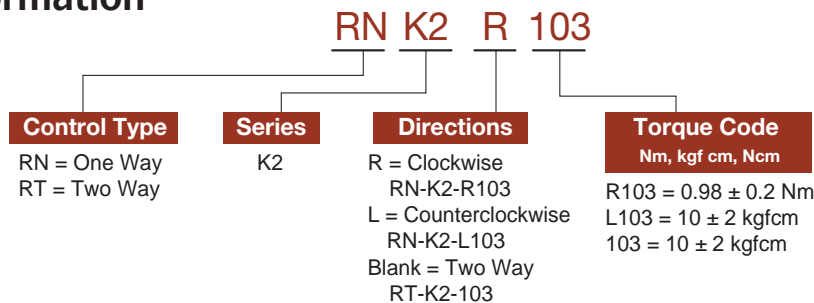 RN K2 R 103
Control Type
RN = One Way
RT = Two Way
Series
K2
Directions
R = Clockwise
RN-K2-R103
L = Counterclockwise
RN-K2-L103
Blank = Two Way
RT-K2-103
Torque Code
Nm, kgf cm, Ncm
R103 = 0.98 ± 0.2 Nm
L103 = 10 ± 2 kgfcm
103 = 10 ± 2 kgfcm